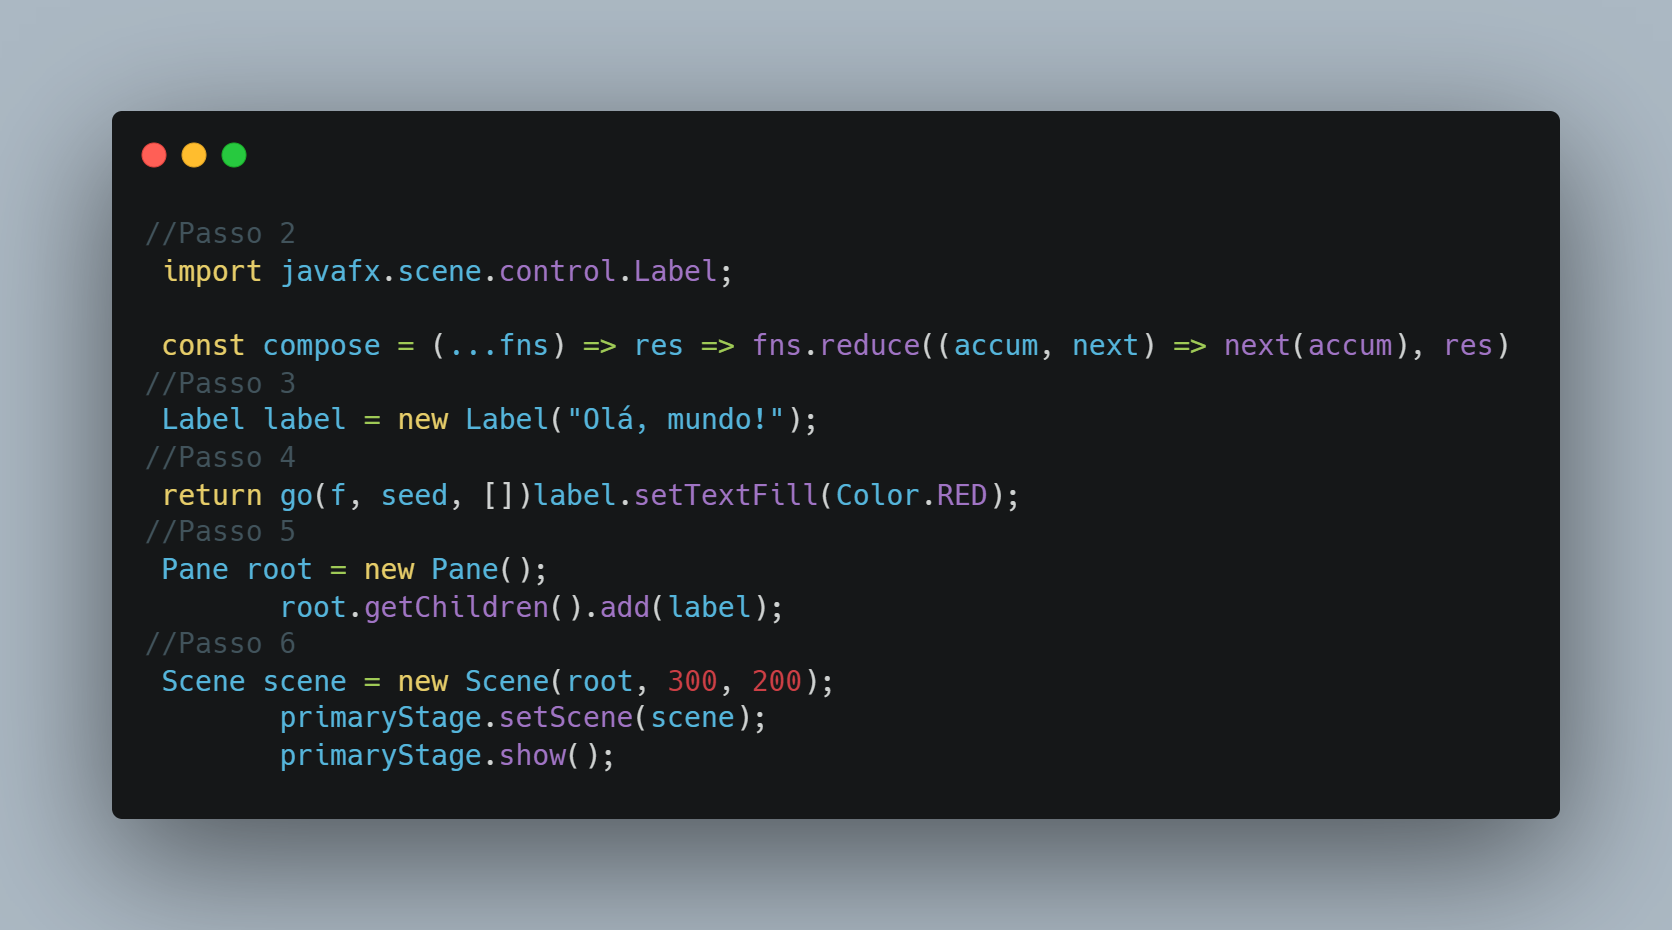 //Passo 2
import javafx.scene.control.Label;
const compose = (...fns) => res => fns.reduce((accum, next) => next(accum), res)
//Passo 3
Label label = new Label("Olá, mundo!");
//Passo 4
return go(f, seed, [])label.setTextFill(Color.RED);
//Passo 5
Pane root = new Pane();
root.getChildren().add(label);
//Passo 6
Scene scene = new Scene(root, 300, 200);
primaryStage.setScene(scene);
primaryStage.show();